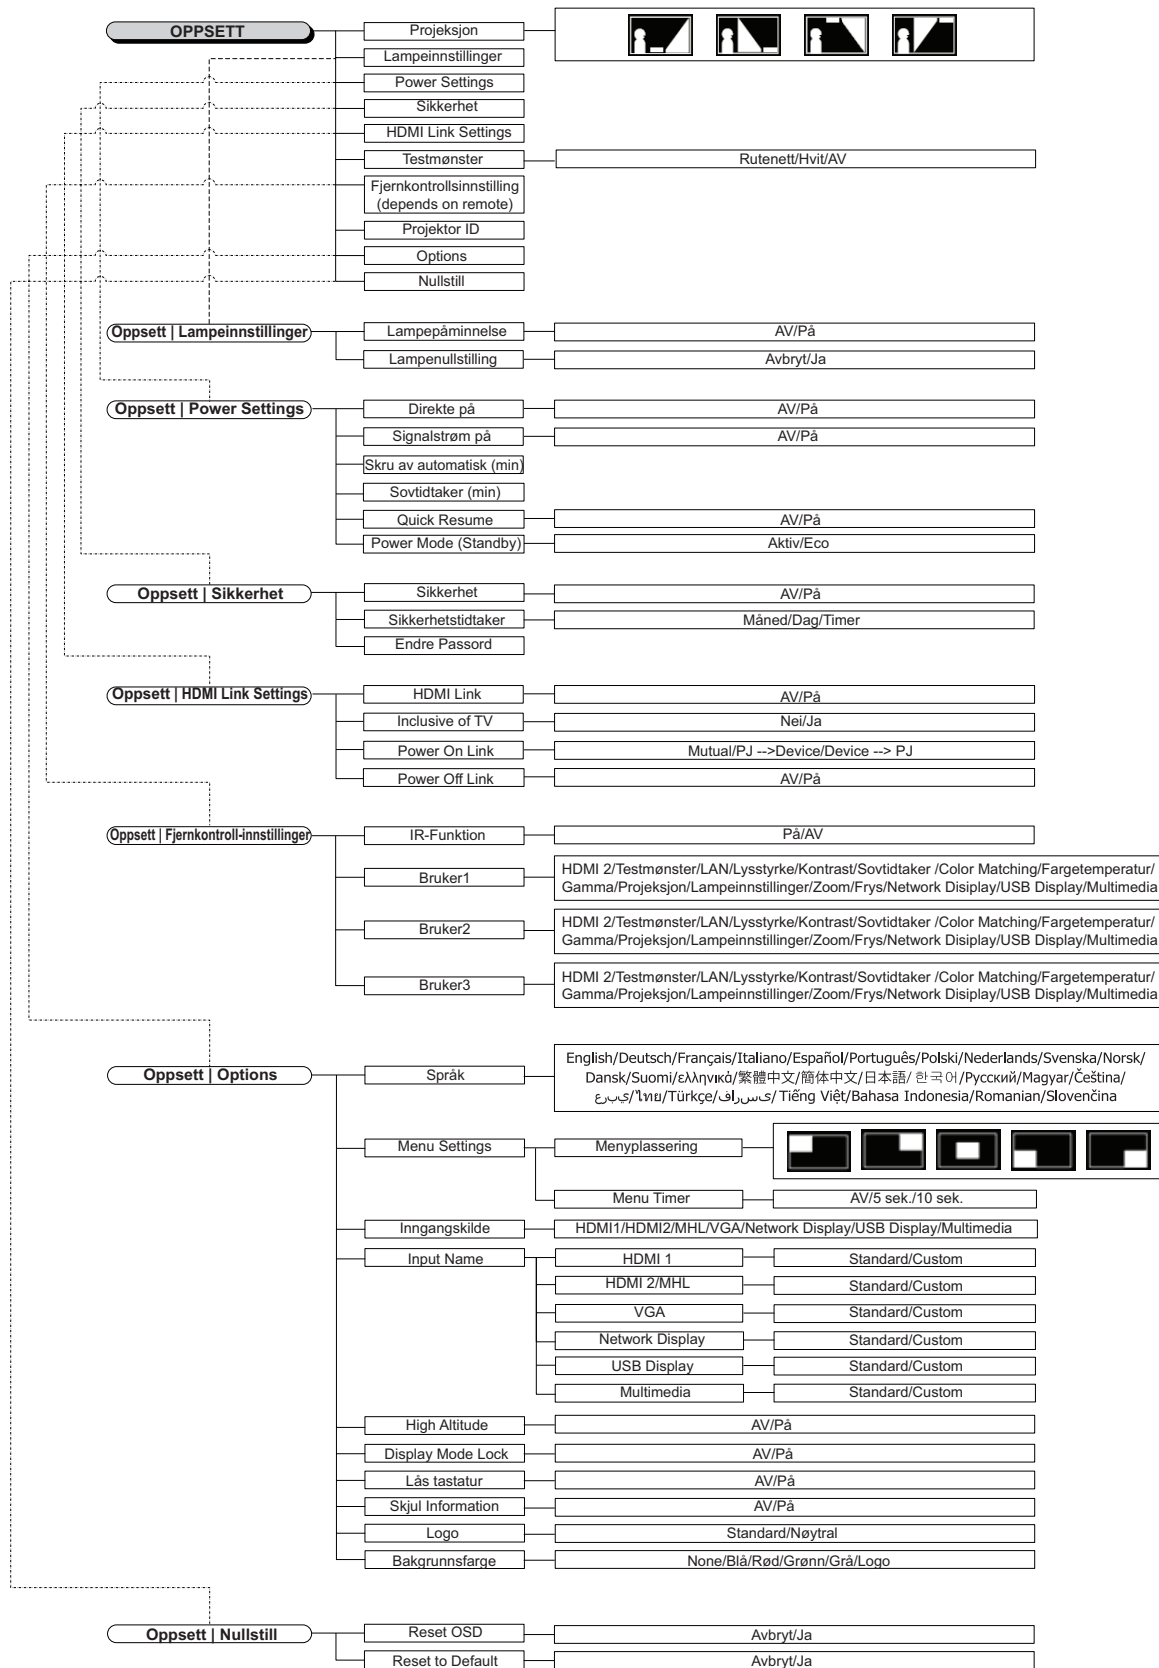 OPPSETT
Projeksjon
Lampeinnstillinger
Power Settings
Sikkerhet
HDMI Link Settings
Testmønster
Rutenett/Hvit/AV
Fjernkontrollsinnstilling
(depends on remote)
Projektor ID
Options
Nullstill
Oppsett | Lampeinnstillinger
Lampepåminnelse
AV/På
Lampenullstilling
Avbryt/Ja
Oppsett | Power Settings
Direkte på
AV/På
Signalstrøm på
AV/På
Skru av automatisk (min)
Sovtidtaker (min)
Quick Resume
AV/På
Power Mode (Standby)
Aktiv/Eco
Oppsett | Sikkerhet
Sikkerhet
AV/På
Sikkerhetstidtaker
Måned/Dag/Timer
Endre Passord
Oppsett | HDMI Link Settings
HDMI Link
AV/På
Inclusive of TV
Nei/Ja
Power On Link
Mutual/PJ -->Device/Device --> PJ
Power Off Link
AV/På
Oppsett | Fjernkontroll-innstillinger
IR-Funktion
På/AV
Bruker1
HDMI 2/Testmønster/LAN/Lysstyrke/Kontrast/Sovtidtaker /Color Matching/Fargetemperatur/
Gamma/Projeksjon/Lampeinnstillinger/Zoom/Frys/Network Disiplay/USB Display/Multimedia
Bruker2
HDMI 2/Testmønster/LAN/Lysstyrke/Kontrast/Sovtidtaker /Color Matching/Fargetemperatur/
Gamma/Projeksjon/Lampeinnstillinger/Zoom/Frys/Network Disiplay/USB Display/Multimedia
Bruker3
HDMI 2/Testmønster/LAN/Lysstyrke/Kontrast/Sovtidtaker /Color Matching/Fargetemperatur/
Gamma/Projeksjon/Lampeinnstillinger/Zoom/Frys/Network Disiplay/USB Display/Multimedia
Oppsett | Options
Språk
English/Deutsch/Français/Italiano/Español/Português/Polski/Nederlands/Svenska/Norsk/
Dansk/Suomi/ελληνικά/繁體中文/简体中文/日本語/한국어/Русский/Magyar/Čeština/
ي‌ب‌ر‌ع/ไทย/Türkçe/ى‌س‌ر‌ا‌ف/Tiếng Việt/Bahasa Indonesia/Romanian/Slovenčina
Menu Settings
Menyplassering
Menu Timer
AV/5 sek./10 sek.
Inngangskilde
HDMI1/HDMI2/MHL/VGA/Network Display/USB Display/Multimedia
Input Name
HDMI 1
Standard/Custom
HDMI 2/MHL
Standard/Custom
VGA
Standard/Custom
Network Display
Standard/Custom
USB Display
Standard/Custom
Multimedia
Standard/Custom
High Altitude
AV/På
Display Mode Lock
AV/På
Lås tastatur
AV/På
Skjul Information
AV/På
Logo
Standard/Nøytral
Bakgrunnsfarge
None/Blå/Rød/Grønn/Grå/Logo
Oppsett | Nullstill
Reset OSD
Avbryt/Ja
Reset to Default
Avbryt/Ja